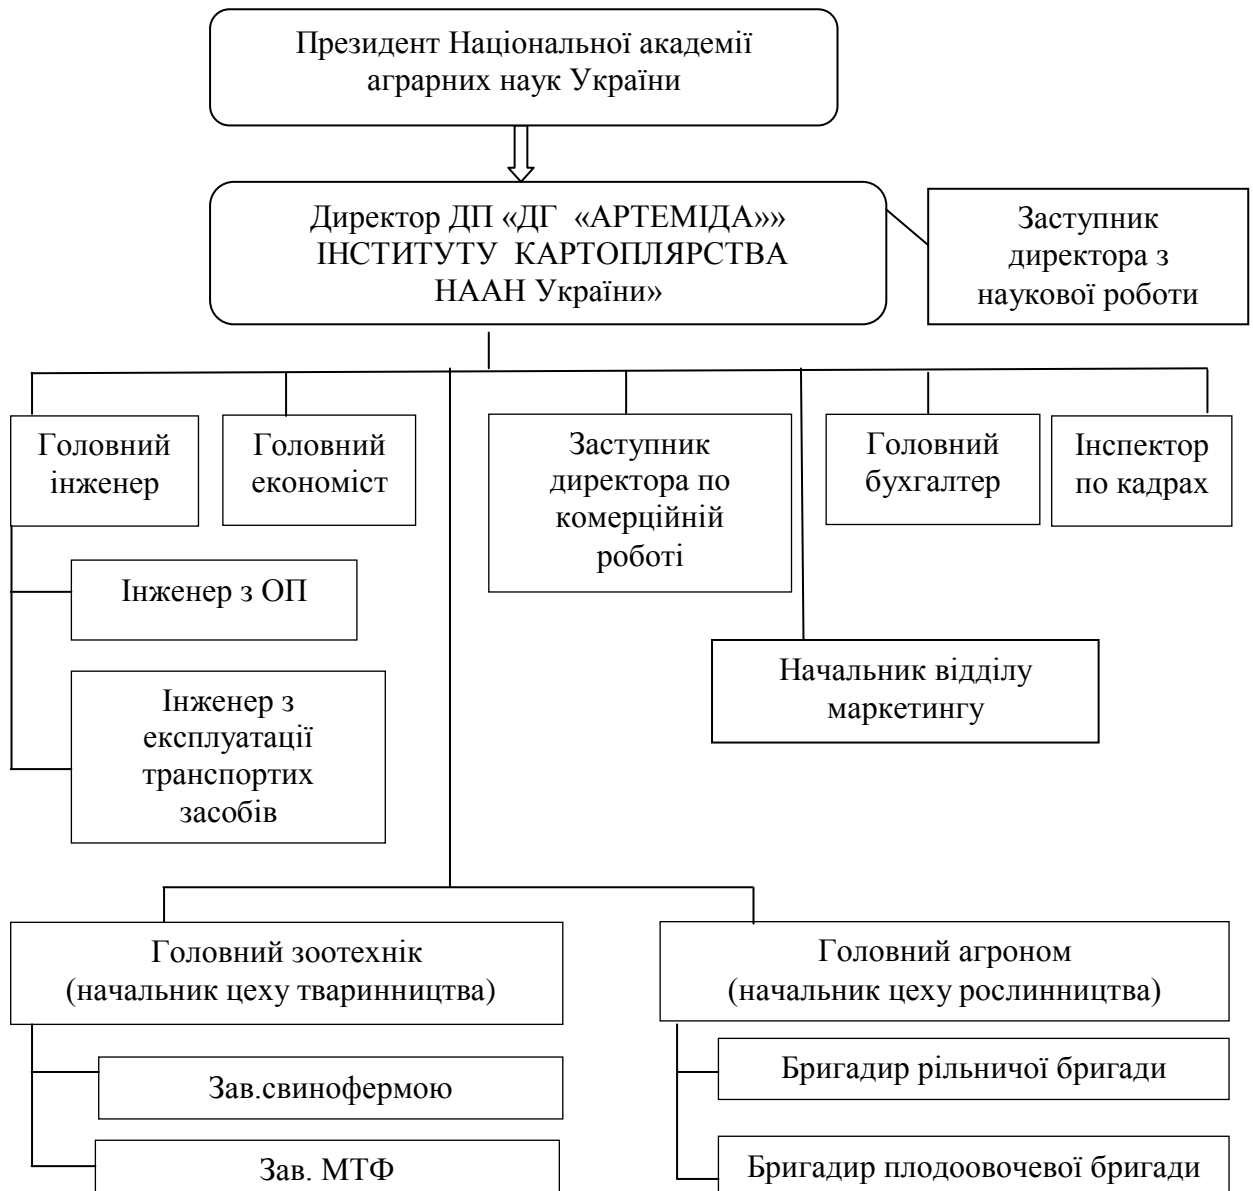 Президент Національної академії
аграрних наук України
Директор ДП «ДГ «АРТЕМІДА»»
ІНСТИТУТУ КАРТОПЛЯРСТВА
НААН України»
Заступник
директора з
наукової роботи
Головний
інженер
Головний
економіст
Заступник
директора по
комерційній
роботі
Головний
бухгалтер
Інспектор
по кадрах
Інженер з ОП
Інженер з
експлуатації
транспортих
засобів
Начальник відділу
маркетингу
Головний зоотехнік
(начальник цеху тваринництва)
Головний агроном
(начальник цеху рослинництва)
Зав.свинофермою
Зав. МТФ
Бригадир рільничої бригади
Бригадир плодоовочевої бригади